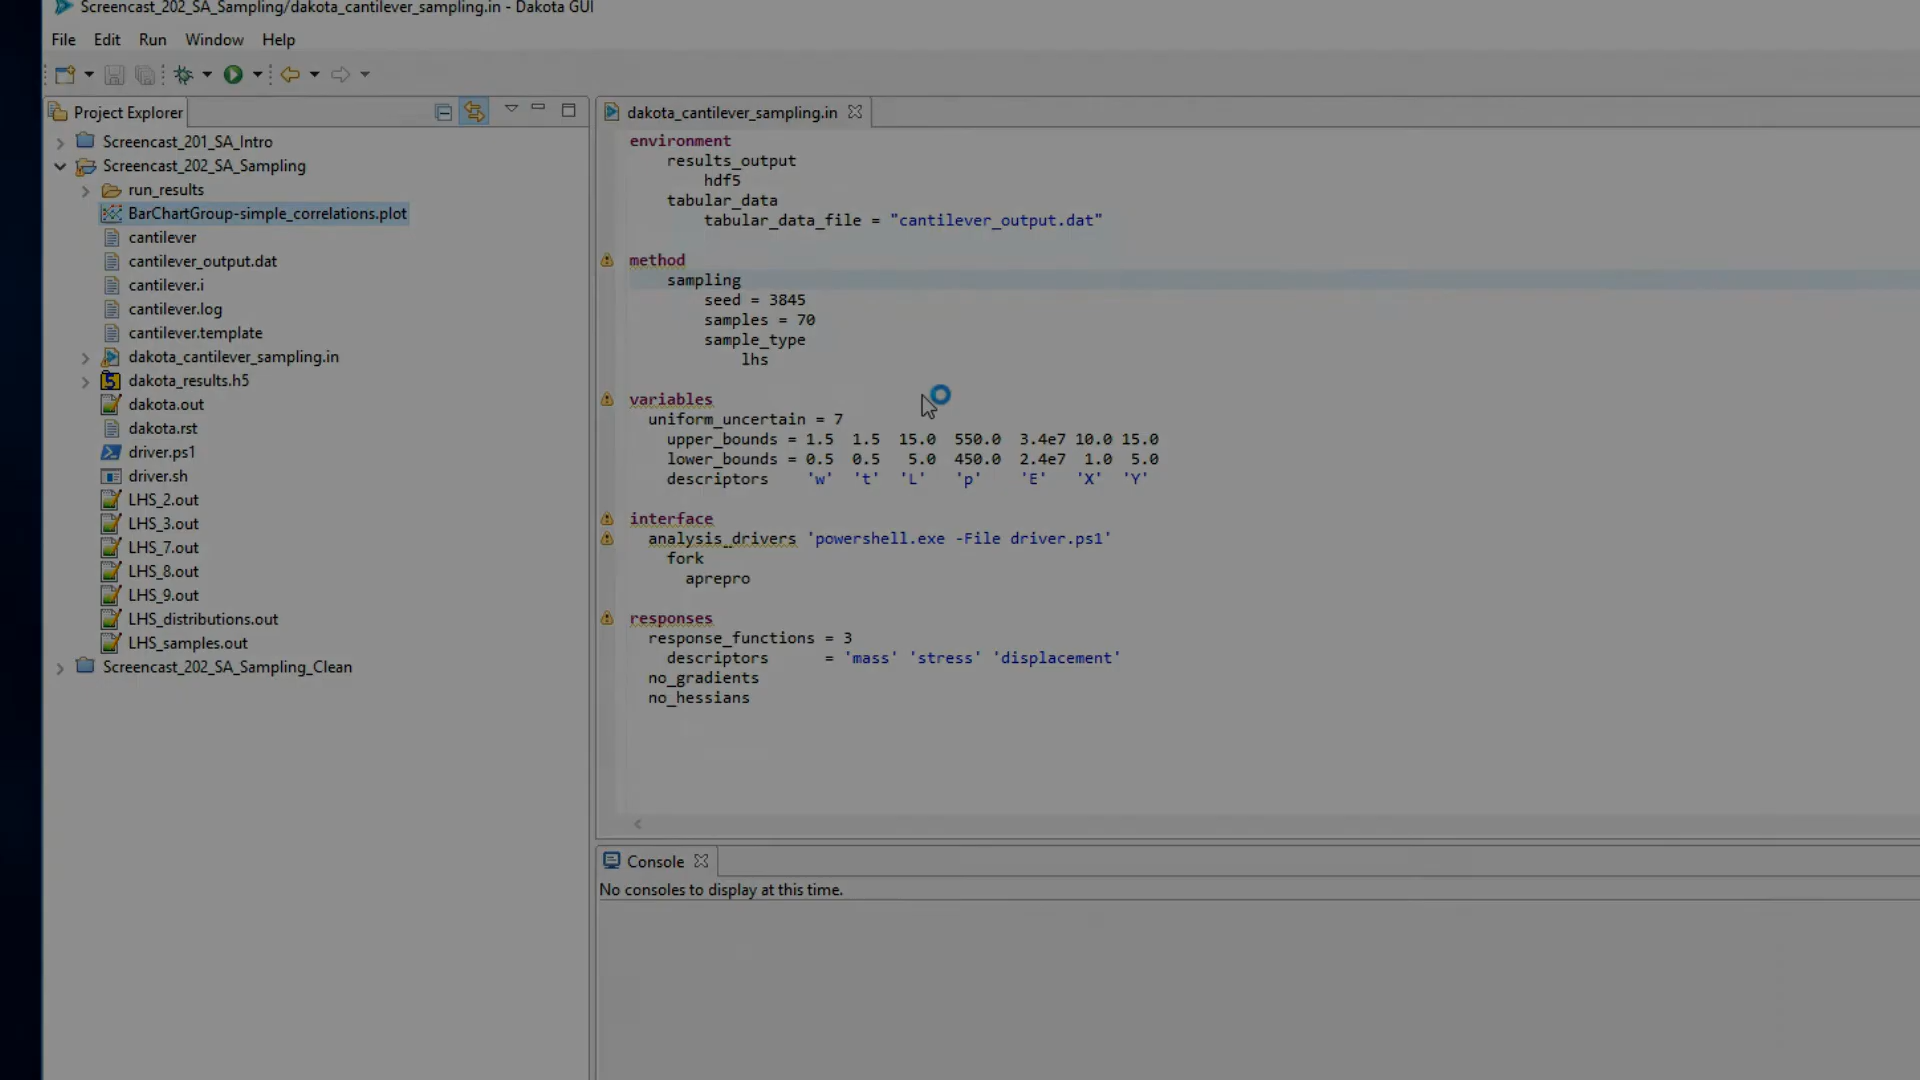 Screencast_202_SA_Sampling/dakota_cantilever_sampling.in - Dakota GUI
File Edit Run Window Help
Project Explorer
Screencast_201_SA_Intro
Screencast_202_SA_Sampling
run_results
BarChartGroup-simple_correlations.plot
cantilever
cantilever_output.dat
cantilever.i
cantilever.log
cantilever.template
dakota_cantilever_sampling.in
dakota_results.h5
dakota.out
dakota.rst
driver.ps1
driver.sh
LHS_2.out
LHS_3.out
LHS_7.out
LHS_8.out
LHS_9.out
LHS_distributions.out
LHS_samples.out
Screencast_202_SA_Sampling_Clean
dakota_cantilever_sampling.in
environment
results_output
hdf5
tabular_data
tabular_data_file = "cantilever_output.dat"
method
sampling
seed = 3845
samples = 70
sample_type
lhs
variables
uniform_uncertain = 7
upper_bounds = 1.5 1.5 15.0 550.0 3.4e7 10.0 15.0
lower_bounds = 0.5 0.5 5.0 450.0 2.4e7 1.0 5.0
descriptors 'w' 't' 'L' 'p' 'E' 'X' 'Y'
interface
analysis_drivers 'powershell.exe -File driver.ps1'
fork
aprepro
responses
response_functions = 3
descriptors = 'mass' 'stress' 'displacement'
no_gradients
no_hessians
Console
No consoles to display at this time.